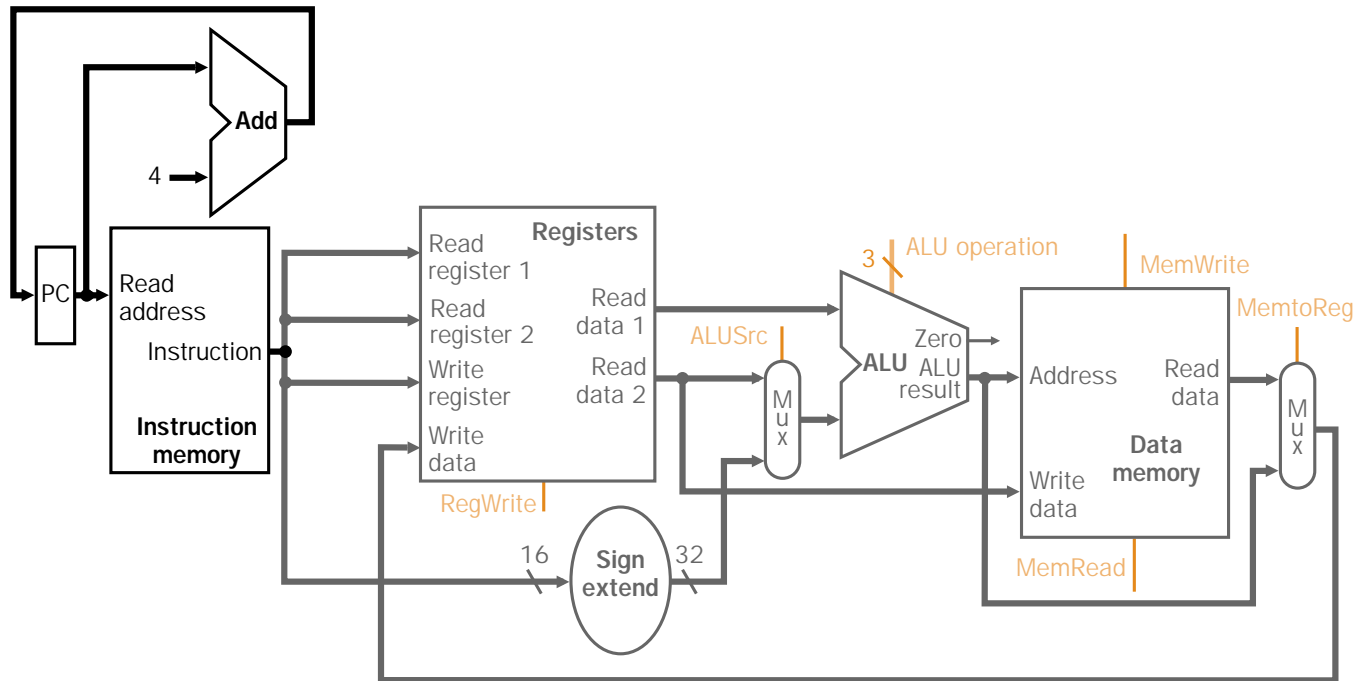 Add
4
PC
Read
address
Instruction
Instruction
memory
Registers
Read
register 1
Read
register 2
Write
register
Write
data
Read
data 1
Read
data 2
RegWrite
16
Sign
extend
32
ALUSrc
M
u
x
3
ALU operation
Zero
ALU
ALU
result
MemWrite
Address
Read
data
Data
memory
Write
data
MemRead
MemtoReg
M
u
x